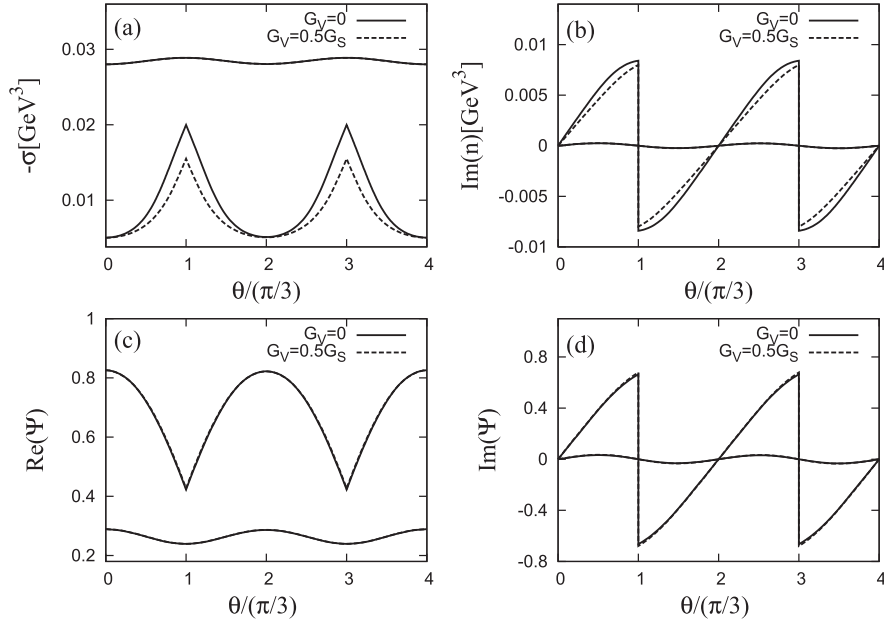 (a)
G_V=0
G_V=0.5G_S
-σ[GeV^3]
0.03
0.02
0.01
0 1 2 3 4
θ/(π/3)
(b)
G_V=0
G_V=0.5G_S
Im(n)[GeV^3]
0.01
0.005
0
-0.005
-0.01
0 1 2 3 4
θ/(π/3)
(c)
G_V=0
G_V=0.5G_S
Re(Ψ)
1
0.8
0.6
0.4
0.2
0 1 2 3 4
θ/(π/3)
(d)
G_V=0
G_V=0.5G_S
Im(Ψ)
0.8
0.4
0
-0.4
-0.8
0 1 2 3 4
θ/(π/3)